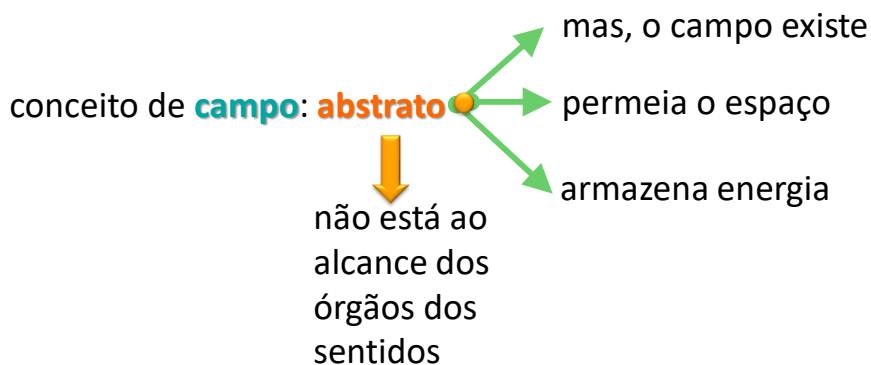 mas, o campo existe
conceito de campo: abstrato
permeia o espaço
armazena energia
não está ao
alcance dos
órgãos dos
sentidos